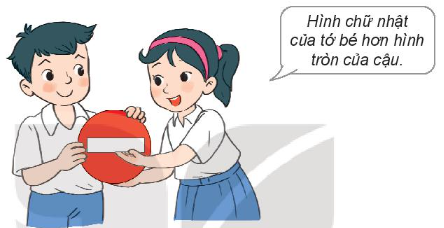 Hình chữ nhật
của tớ bé hơn hình
tròn của cậu.